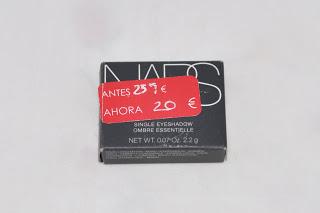 NARS
ANTES 25,9 €
AHORA 20 €
SINGLE EYESHADOW
OMBRE ESSENTIELLE
NET WT. 0.07 Oz. 2.2 g